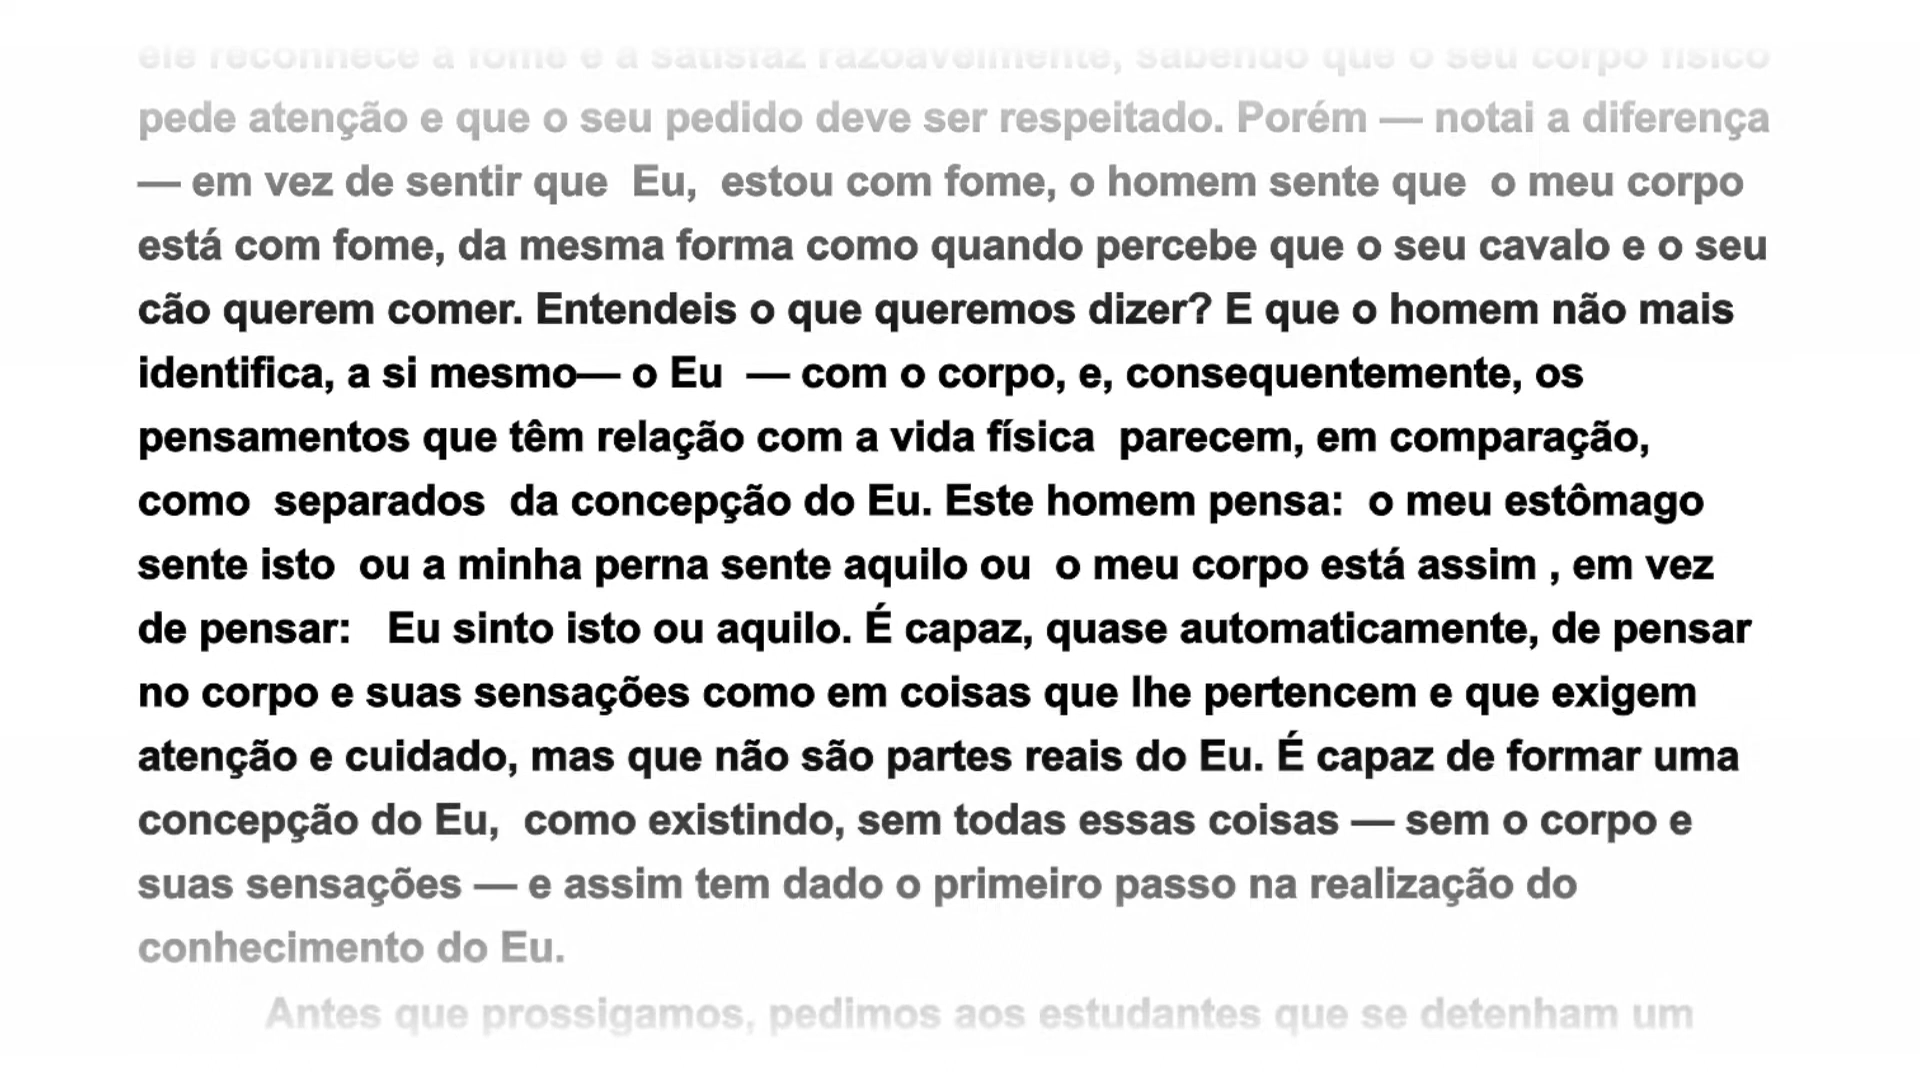 ele reconhece a fome e a satisfaz razoavelmente, sabendo que o seu corpo físico
pede atenção e que o seu pedido deve ser respeitado. Porém — notai a diferença
— em vez de sentir que  Eu,  estou com fome, o homem sente que  o meu corpo
está com fome, da mesma forma como quando percebe que o seu cavalo e o seu
cão querem comer. Entendeis o que queremos dizer? E que o homem não mais
identifica, a si mesmo— o Eu  — com o corpo, e, consequentemente, os
pensamentos que têm relação com a vida física  parecem, em comparação,
como  separados  da concepção do Eu. Este homem pensa:  o meu estômago
sente isto  ou a minha perna sente aquilo ou  o meu corpo está assim , em vez
de pensar:   Eu sinto isto ou aquilo. É capaz, quase automaticamente, de pensar
no corpo e suas sensações como em coisas que lhe pertencem e que exigem
atenção e cuidado, mas que não são partes reais do Eu. É capaz de formar uma
concepção do Eu,  como existindo, sem todas essas coisas — sem o corpo e
suas sensações — e assim tem dado o primeiro passo na realização do
conhecimento do Eu.
Antes que prossigamos, pedimos aos estudantes que se detenham um